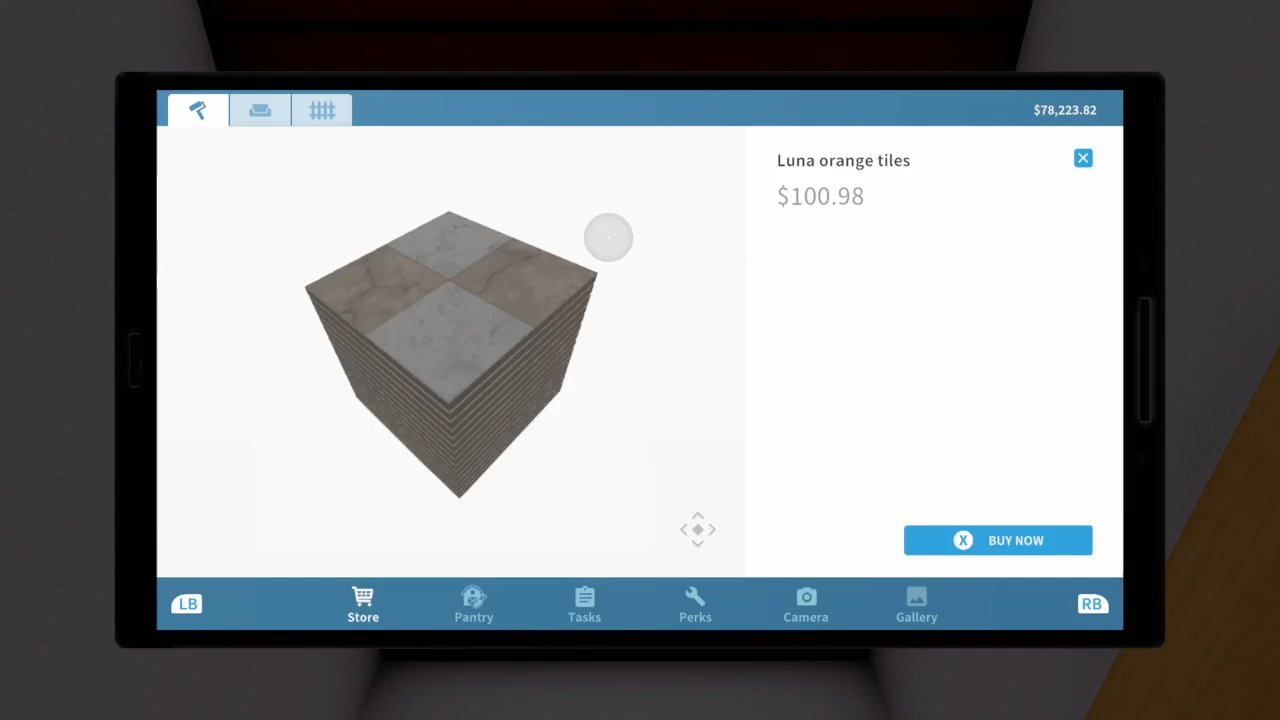 $78,223.82
Luna orange tiles
$100.98
X BUY NOW
LB
Store
Pantry
Tasks
Perks
Camera
Gallery
RB